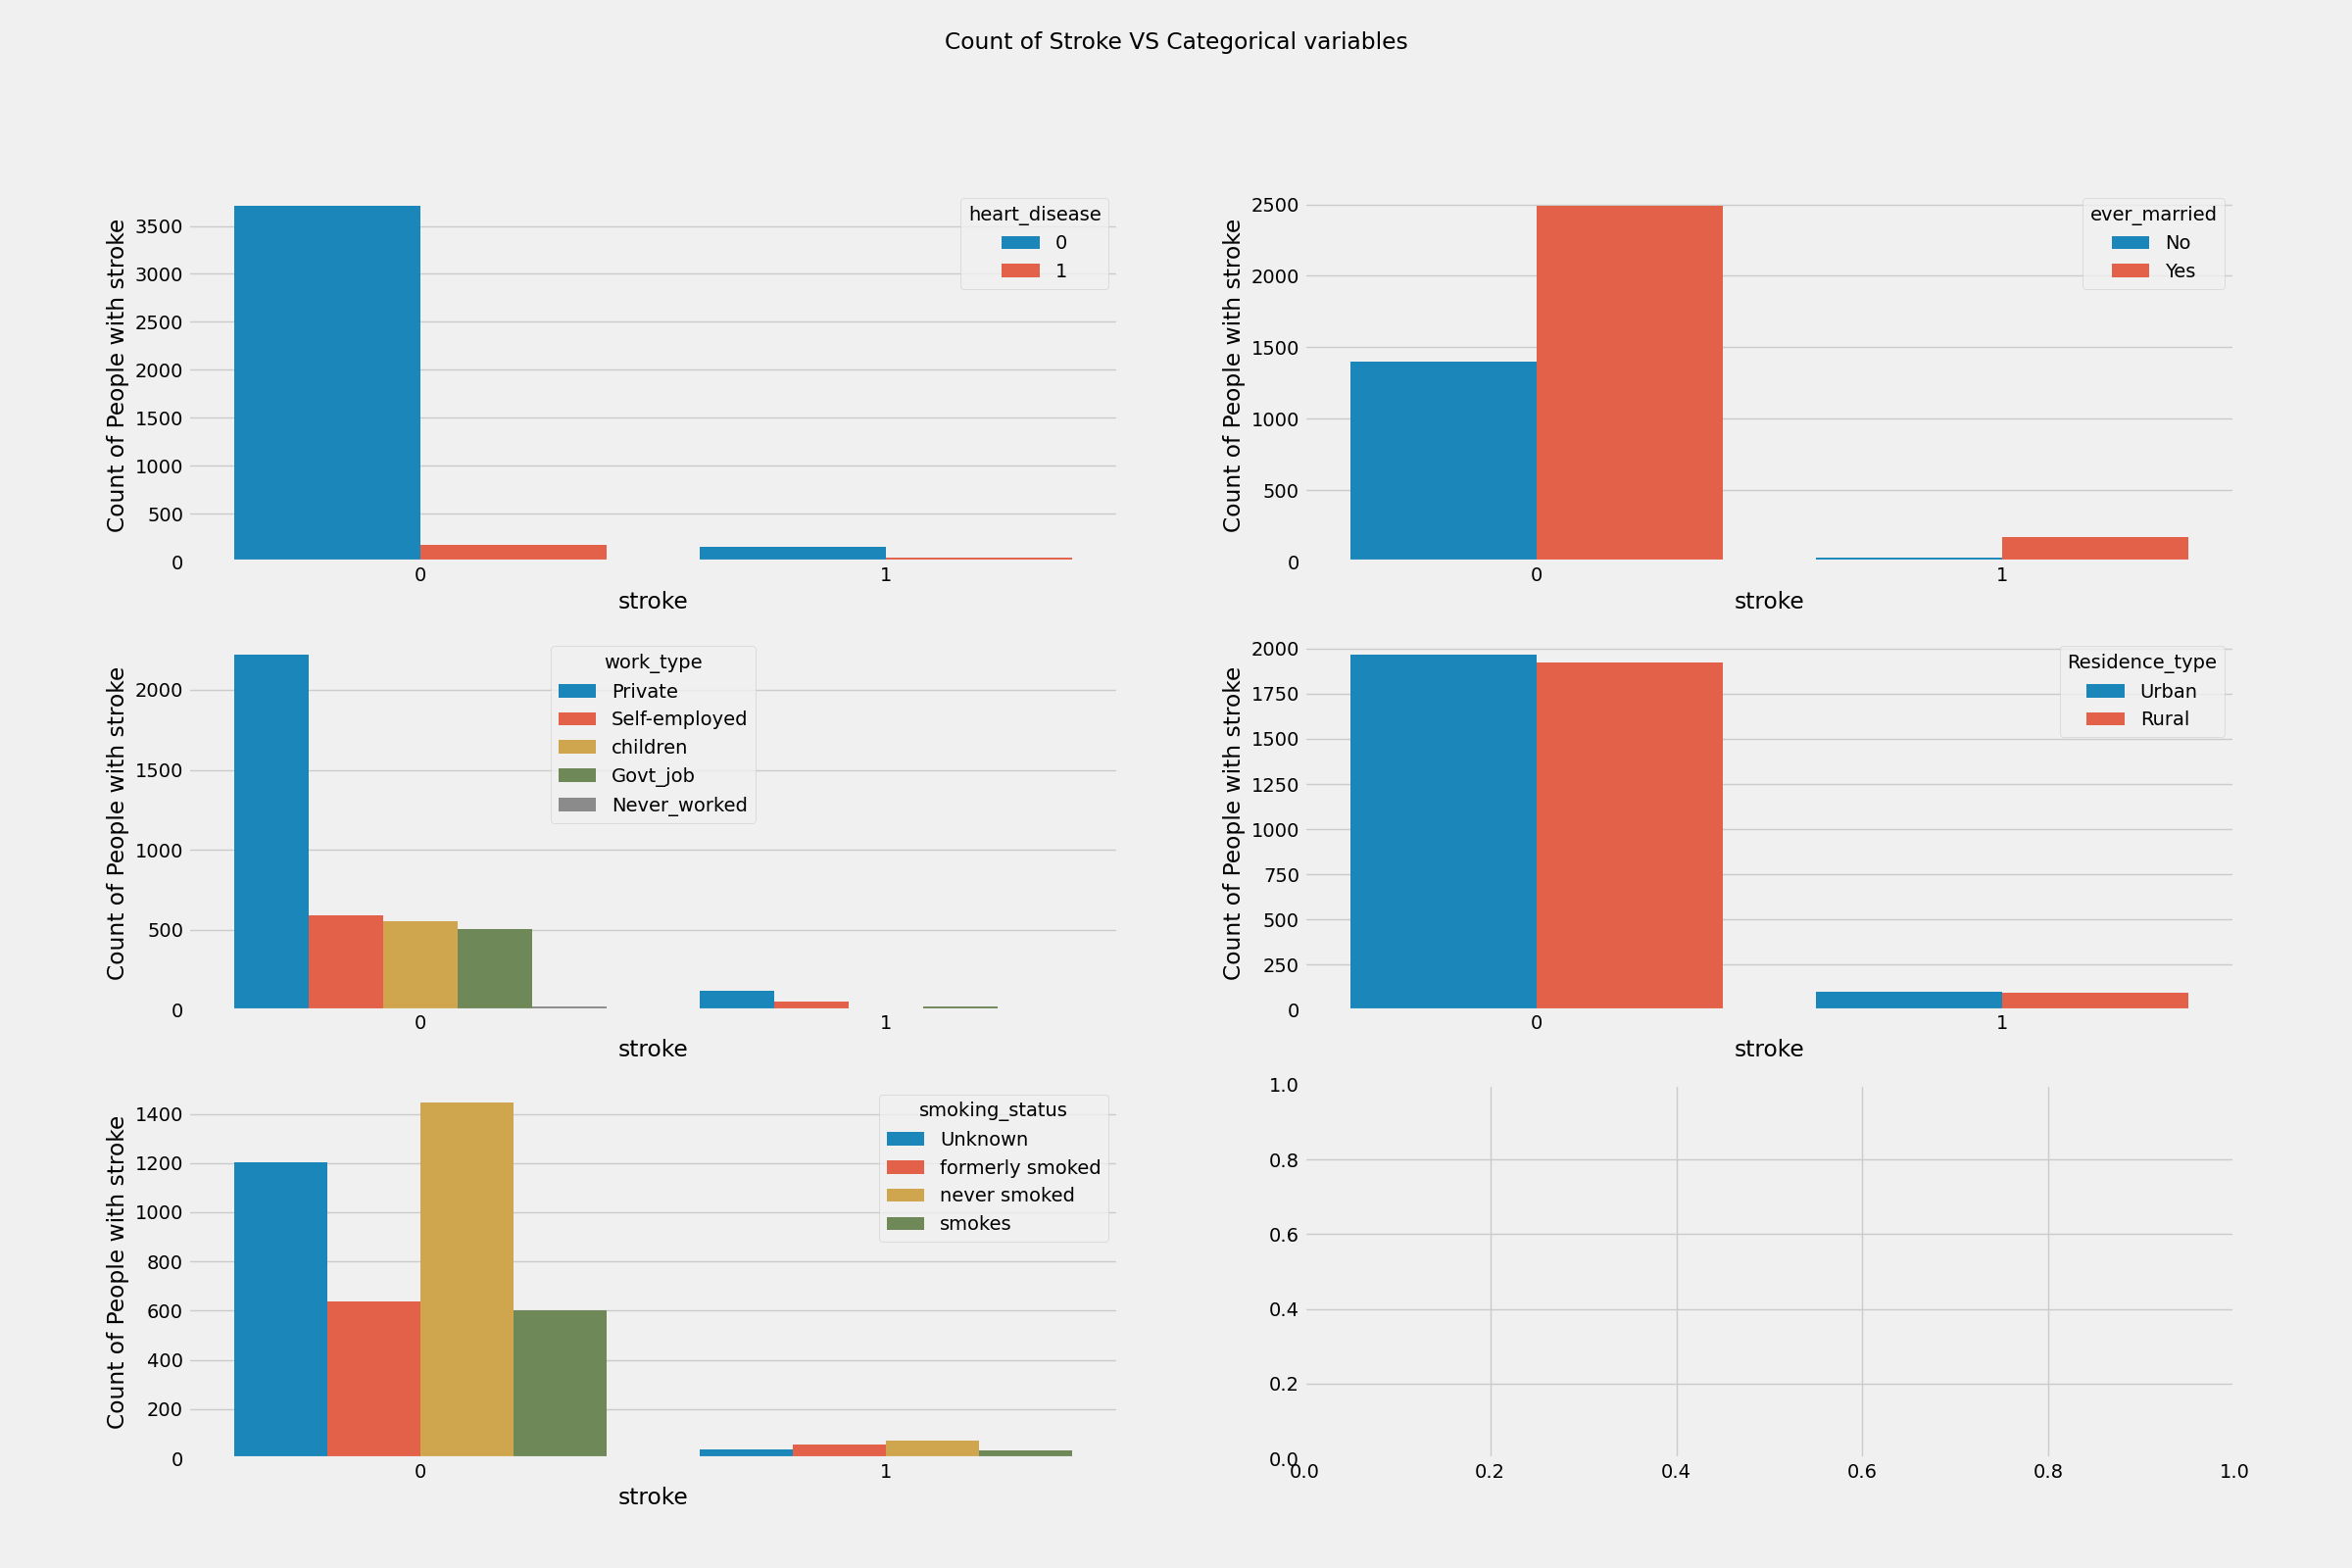 Count of Stroke VS Categorical variables
Count of People with stroke
3500
3000
2500
2000
1500
1000
500
0
0 1
stroke
heart_disease
0
1
Count of People with stroke
2500
2000
1500
1000
500
0
0 1
stroke
ever_married
No
Yes
Count of People with stroke
2000
1500
1000
500
0
0 1
stroke
work_type
Private
Self-employed
children
Govt_job
Never_worked
Count of People with stroke
2000
1750
1500
1250
1000
750
500
250
0
0 1
stroke
Residence_type
Urban
Rural
Count of People with stroke
1400
1200
1000
800
600
400
200
0
0 1
stroke
smoking_status
Unknown
formerly smoked
never smoked
smokes
1.0
0.8
0.6
0.4
0.2
0.0
0.0 0.2 0.4 0.6 0.8 1.0